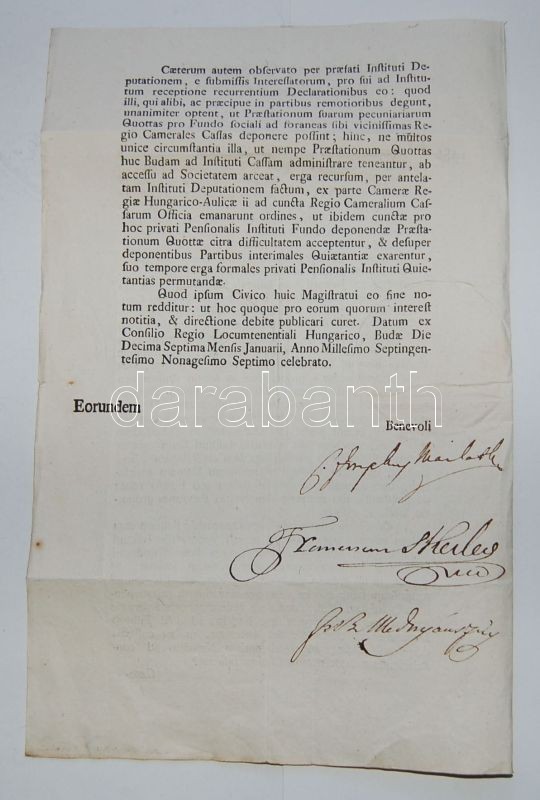 Cæterum autem observato per præfati Instituti De-
putationem, e submissis Interessatorum, pro sui ad Institu-
tum receptione recurrentium Declarationibus eo: quod
illi, qui alibi, ac præcipue in partibus remotioribus degunt,
unanimiter optent, ut Præstationum suarum pecuniariarum
Quottas pro Fundo sociali ad foraneas sibi vicinissimas Re-
gio Camerales Cassas deponere possint; hinc, ne multos
unice circumstantia illa, ut nempe Præstationum Quottas
huc Budam ad Instituti Cassam administrare teneantur, ab
accessu ad Societatem arceat, erga recursum, per antela-
tam Instituti Deputationem factum, ex parte Cameræ Re-
giæ Hungarico-Aulicæ ii ad cuncta Regio Cameralium Cas-
sarum Officia emanarunt ordines, ut ibidem cunctæ pro
hoc privati Pensionalis Instituti Fundo deponendæ Præsta-
tionum Quottæ citra difficultatem acceptentur, & desuper
deponentibus Partibus interimales Quiætantiæ exarentur,
suo tempore erga formales privati Pensionalis Instituti Quie-
tantias permutandæ.
Quod ipsum Civico huic Magistratui eo fine no-
tum redditur: ut hoc quoque pro eorum quorum interest
notitia, & directione debite publicari curet. Datum ex
Consilio Regio Locumtenentiali Hungarico, Budæ Die
Decima Septima Mensis Januarii, Anno Millesimo Septingen-
tesimo Nonagesimo Septimo celebrato.
darabanth
Eorundem
Benevoli
Franciscus
Mednyánszky